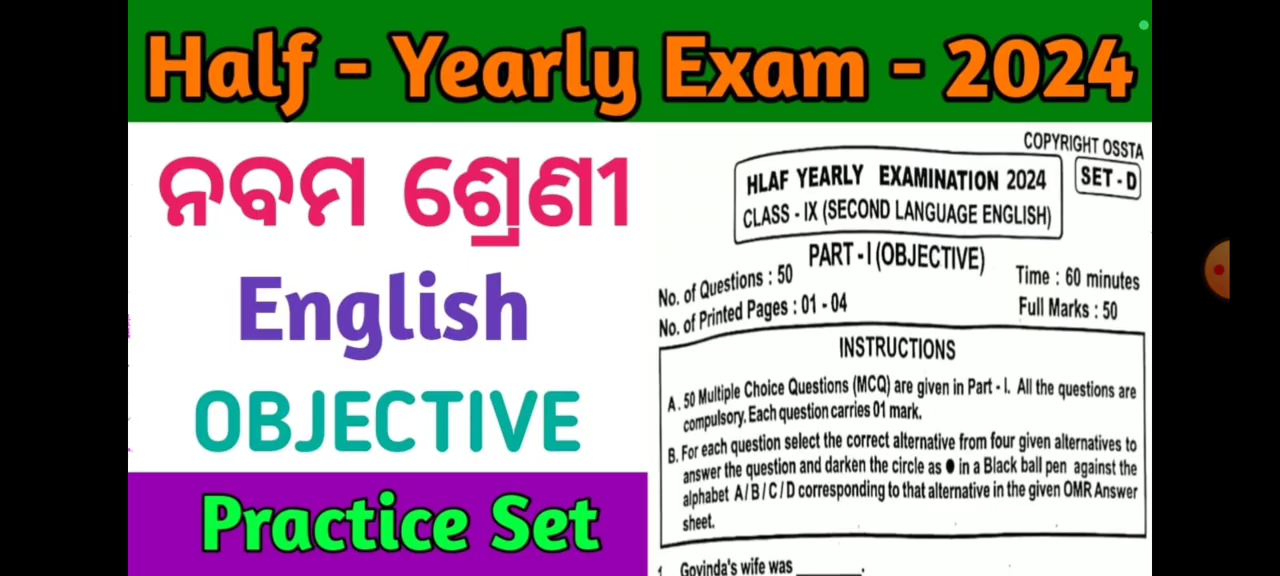 Half - Yearly Exam - 2024
ନବମ ଶ୍ରେଣୀ
English
OBJECTIVE
Practice Set
COPYRIGHT OSSTA
HLAF YEARLY EXAMINATION 2024
SET - D
CLASS - IX (SECOND LANGUAGE ENGLISH)
PART - I (OBJECTIVE)
No. of Questions : 50
Time : 60 minutes
No. of Printed Pages : 01 - 04
Full Marks : 50
INSTRUCTIONS
A. 50 Multiple Choice Questions (MCQ) are given in Part - I. All the questions are
compulsory. Each question carries 01 mark.
B. For each question select the correct alternative from four given alternatives to
answer the question and darken the circle as ● in a Black ball pen against the
alphabet A / B / C / D corresponding to that alternative in the given OMR Answer
sheet.
1. Govinda's wife was ________.